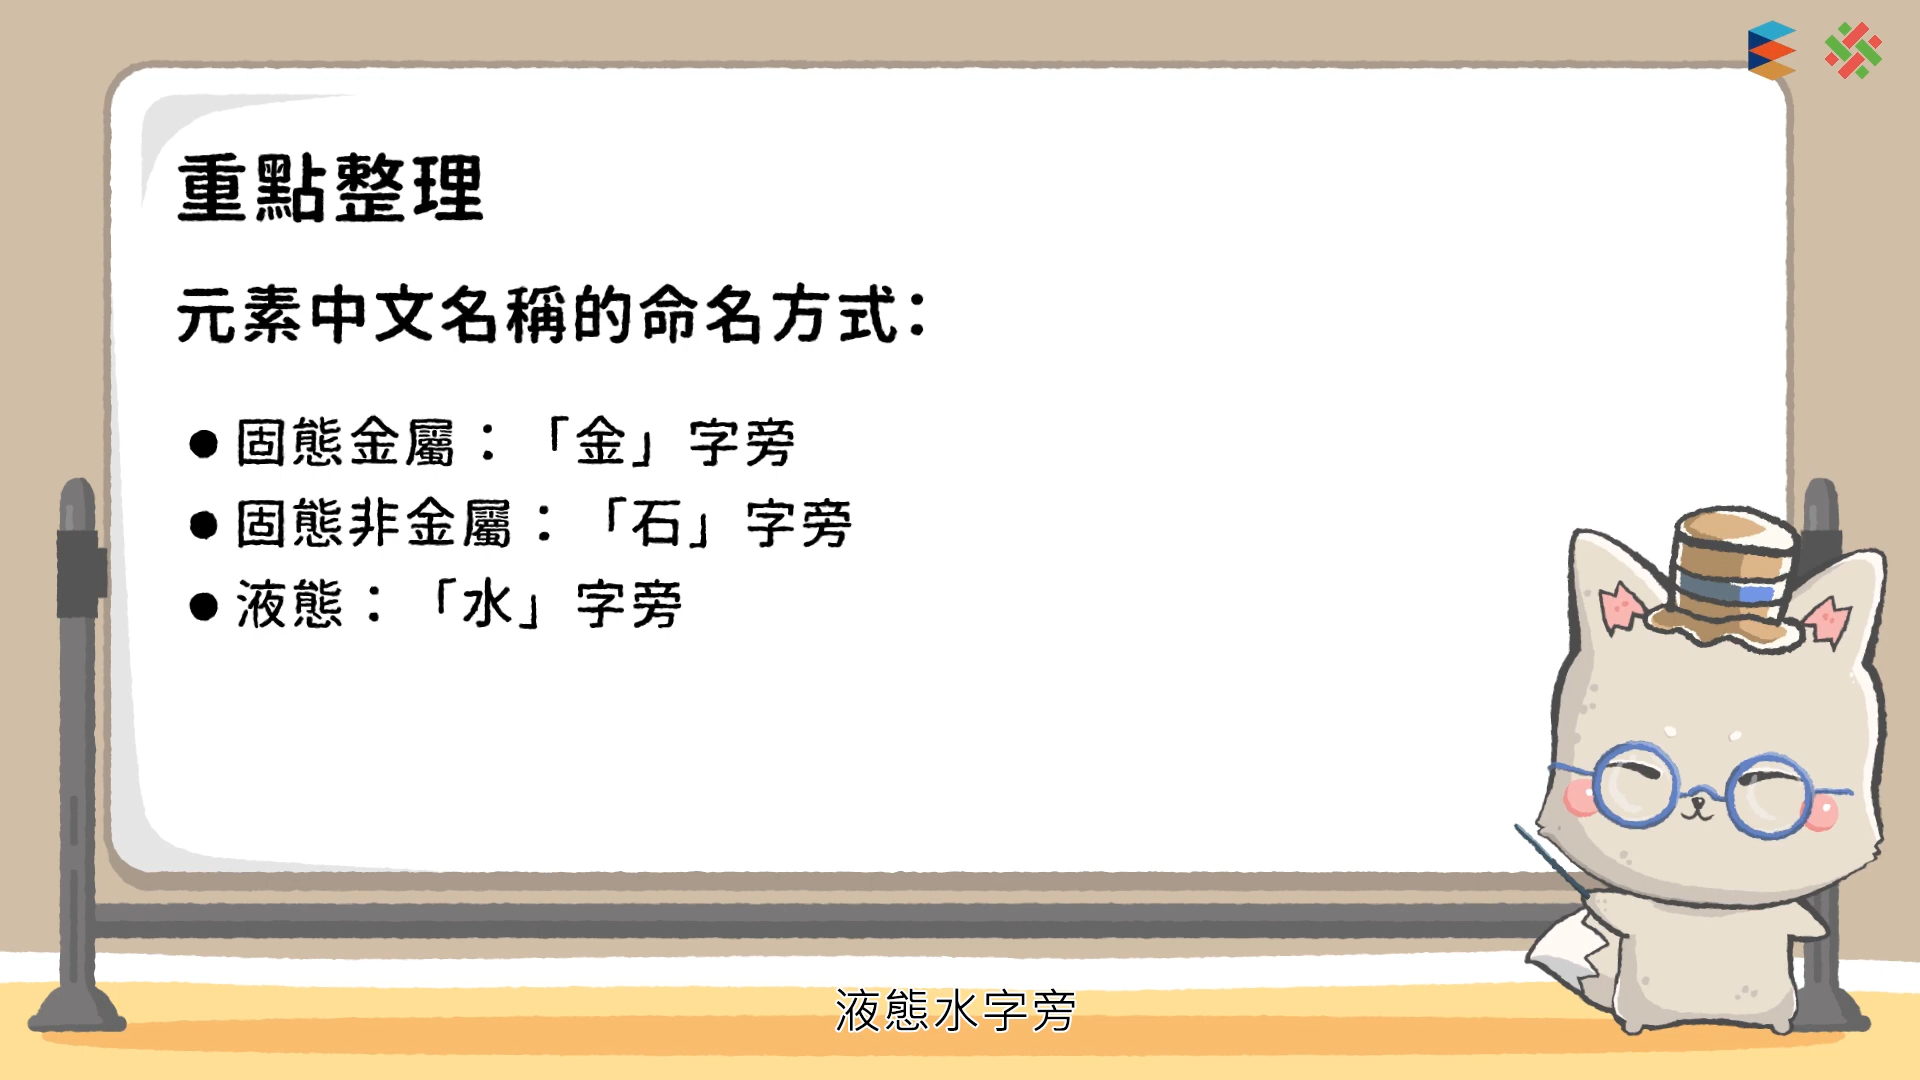 重點整理
元素中文名稱的命名方式：
●固態金屬：「金」字旁
●固態非金屬：「石」字旁
●液態：「水」字旁
液態水字旁